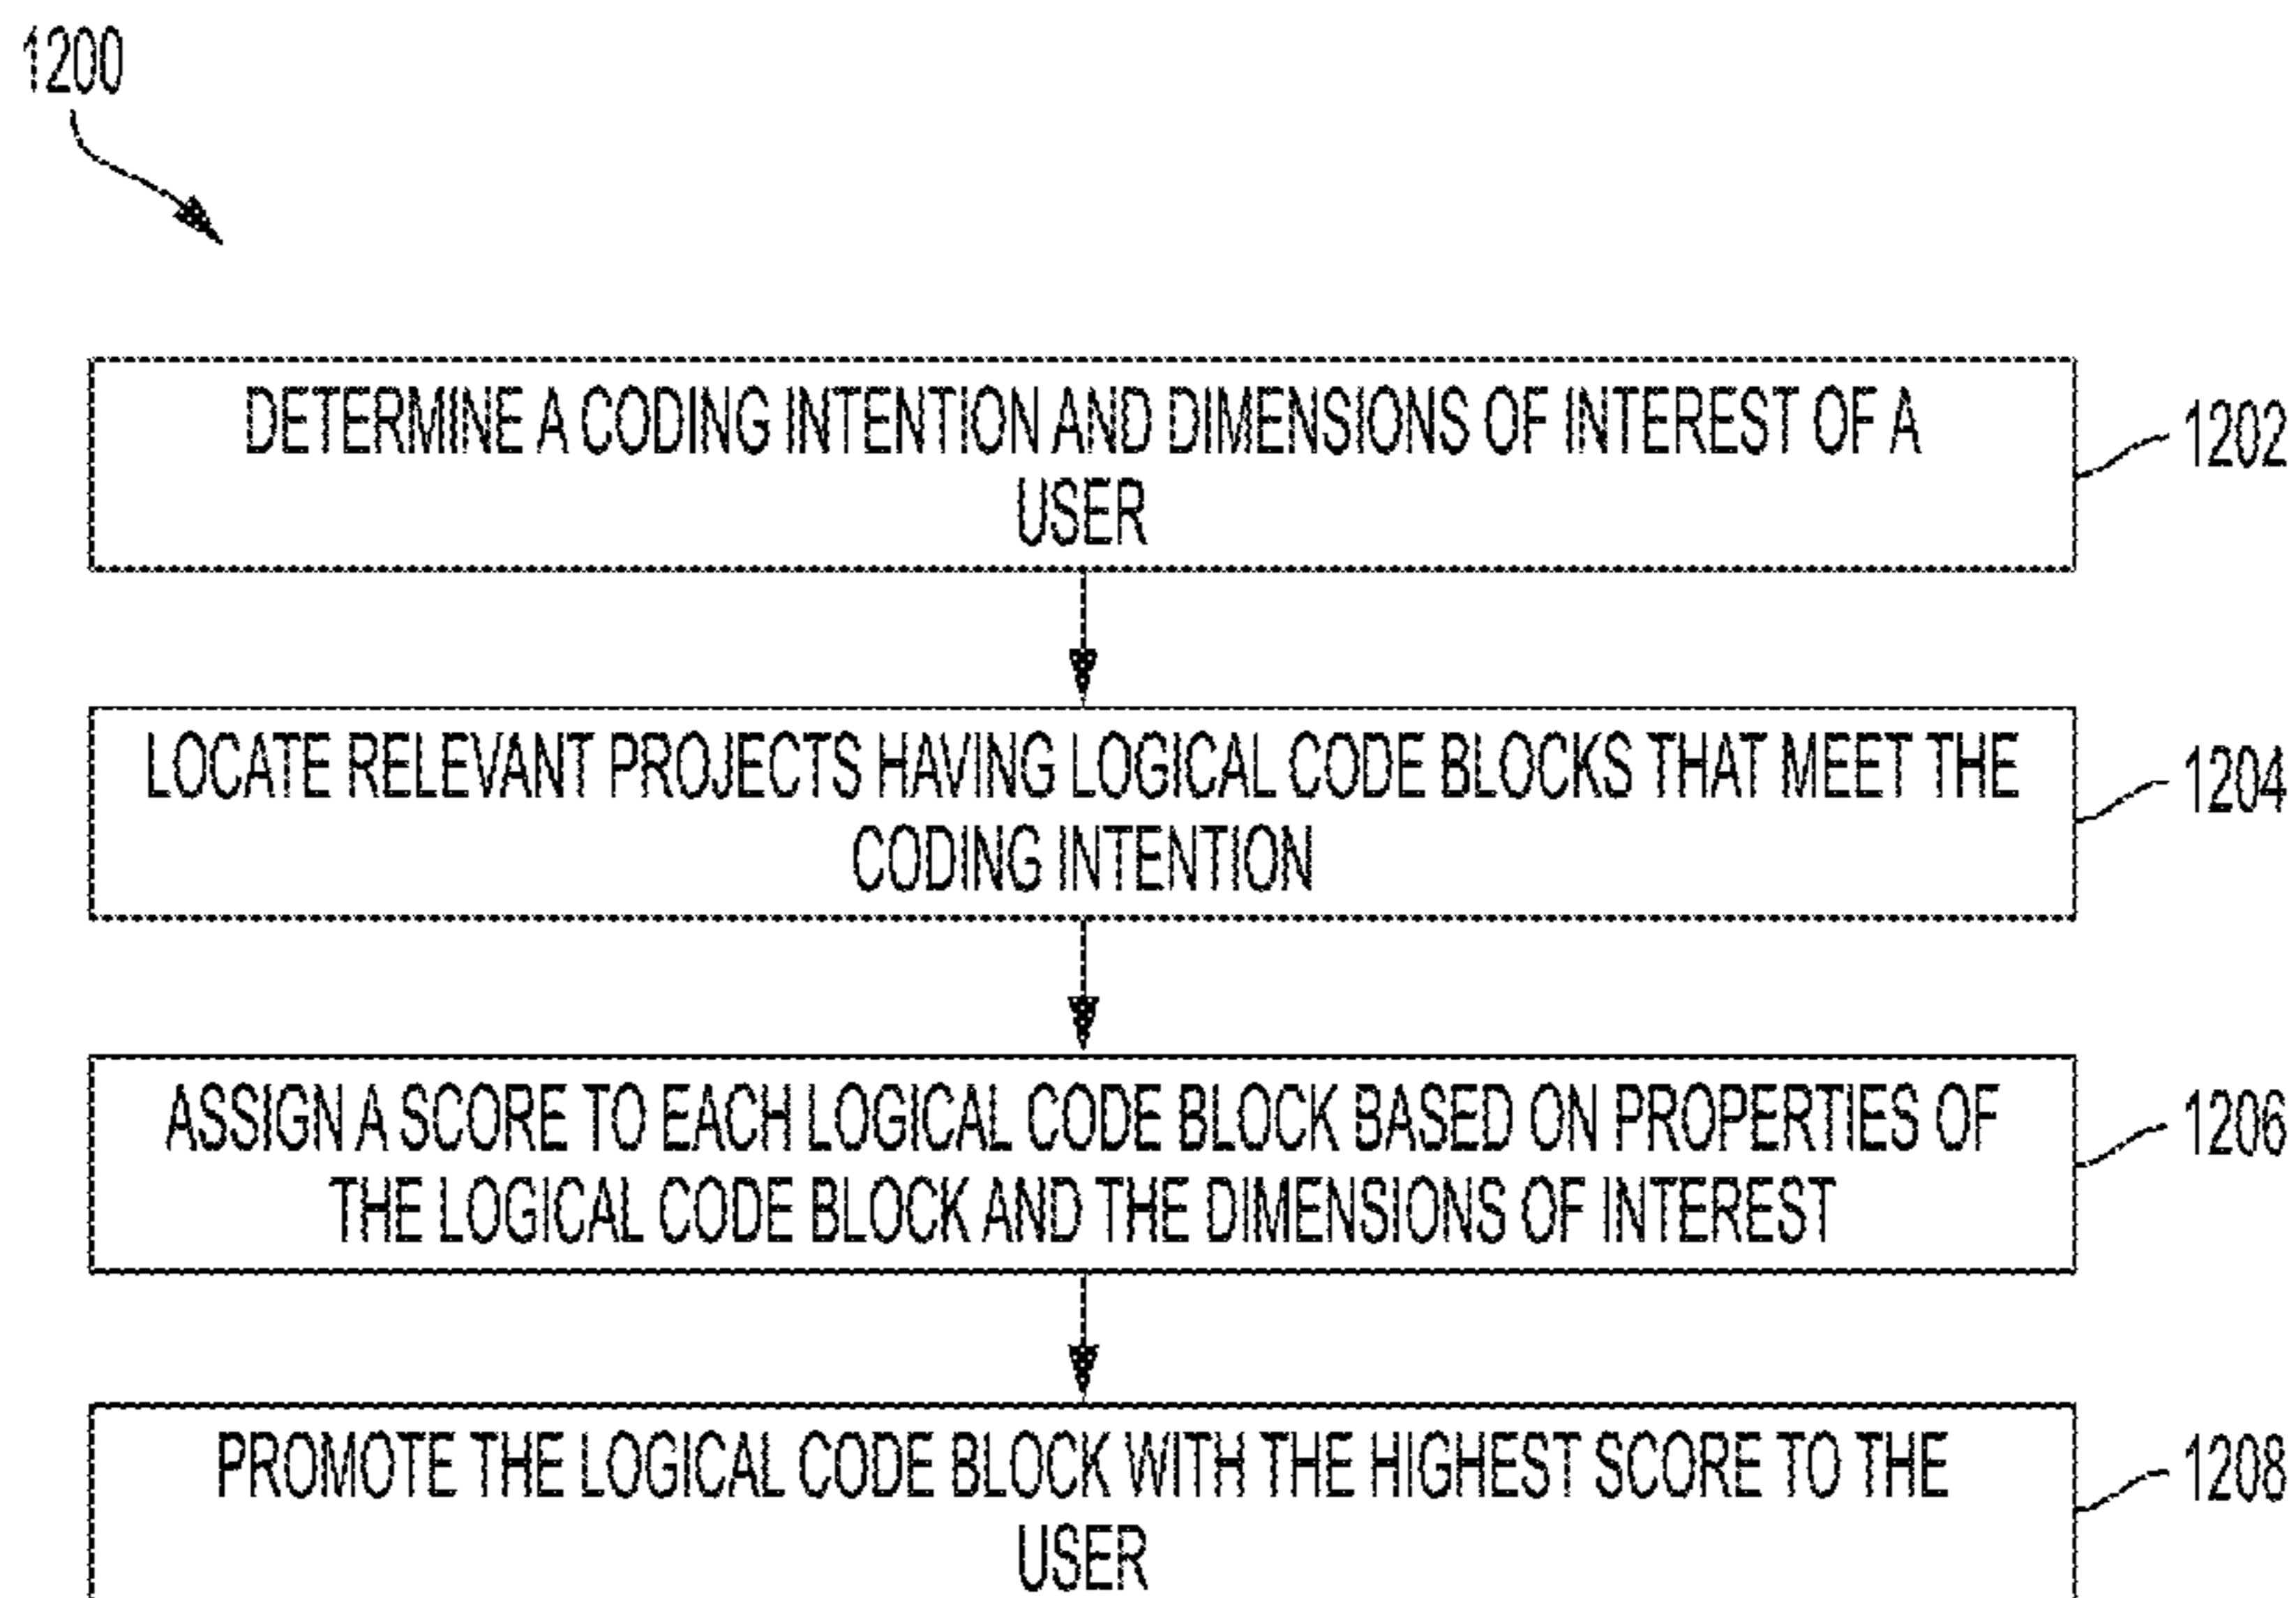 1200
DETERMINE A CODING INTENTION AND DIMENSIONS OF INTEREST OF A
USER
1202
LOCATE RELEVANT PROJECTS HAVING LOGICAL CODE BLOCKS THAT MEET THE
CODING INTENTION
1204
ASSIGN A SCORE TO EACH LOGICAL CODE BLOCK BASED ON PROPERTIES OF
THE LOGICAL CODE BLOCK AND THE DIMENSIONS OF INTEREST
1206
PROMOTE THE LOGICAL CODE BLOCK WITH THE HIGHEST SCORE TO THE
USER
1208